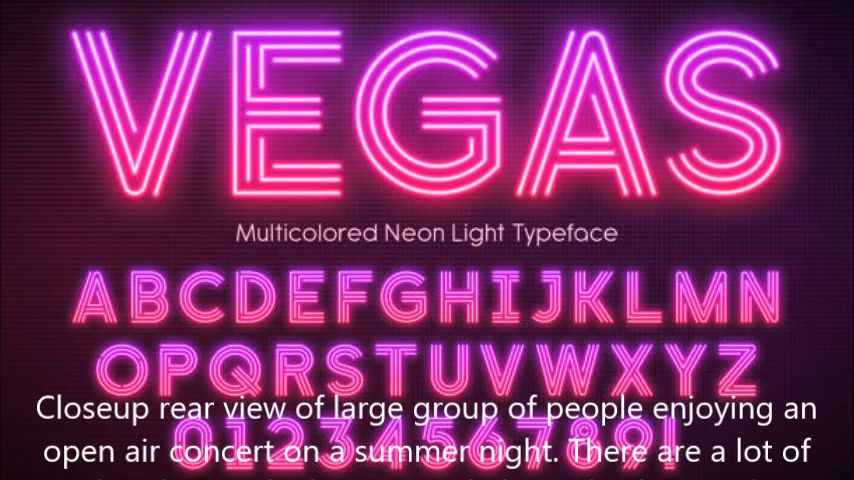 VEGAS
Multicolored Neon Light Typeface
ABCDEFGHIJKLMN
OPQRSTUVWXYZ
Closeup rear view of large group of people enjoying an
0123456789!
open air concert on a summer night. There are a lot of